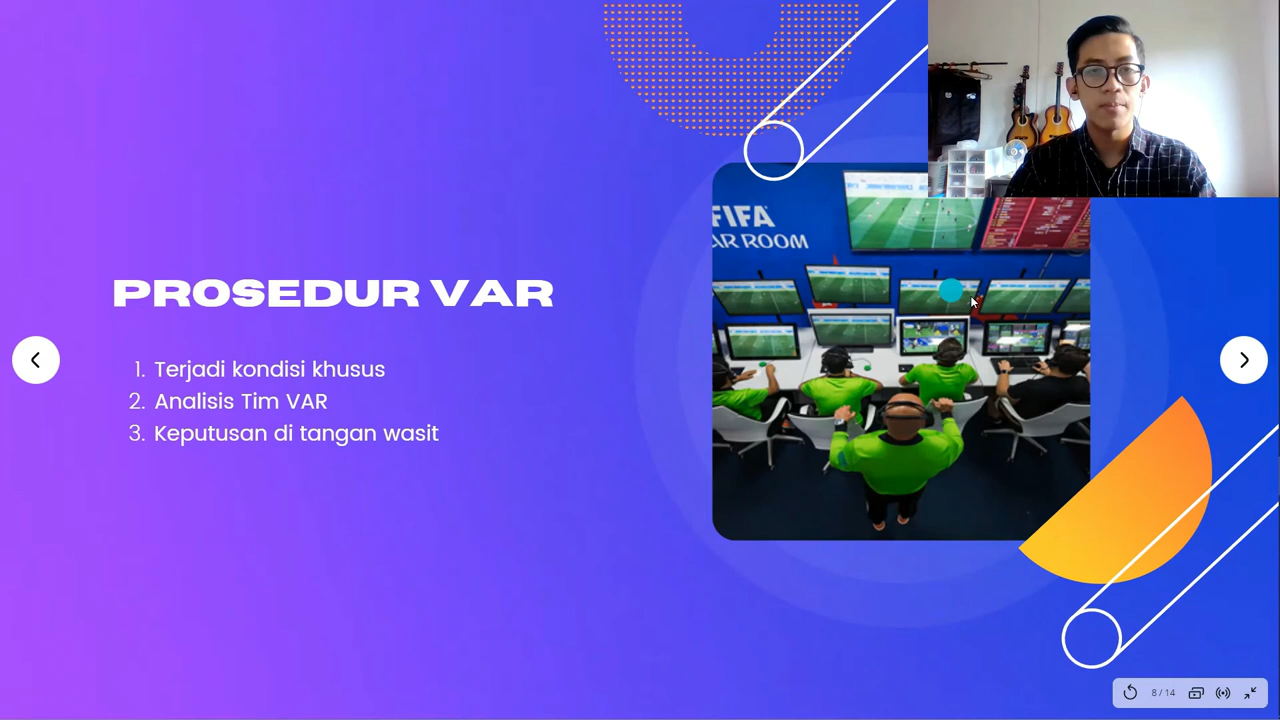 PROSEDUR VAR
1. Terjadi kondisi khusus
2. Analisis Tim VAR
3. Keputusan di tangan wasit
FIFA
AR ROOM
8 / 14